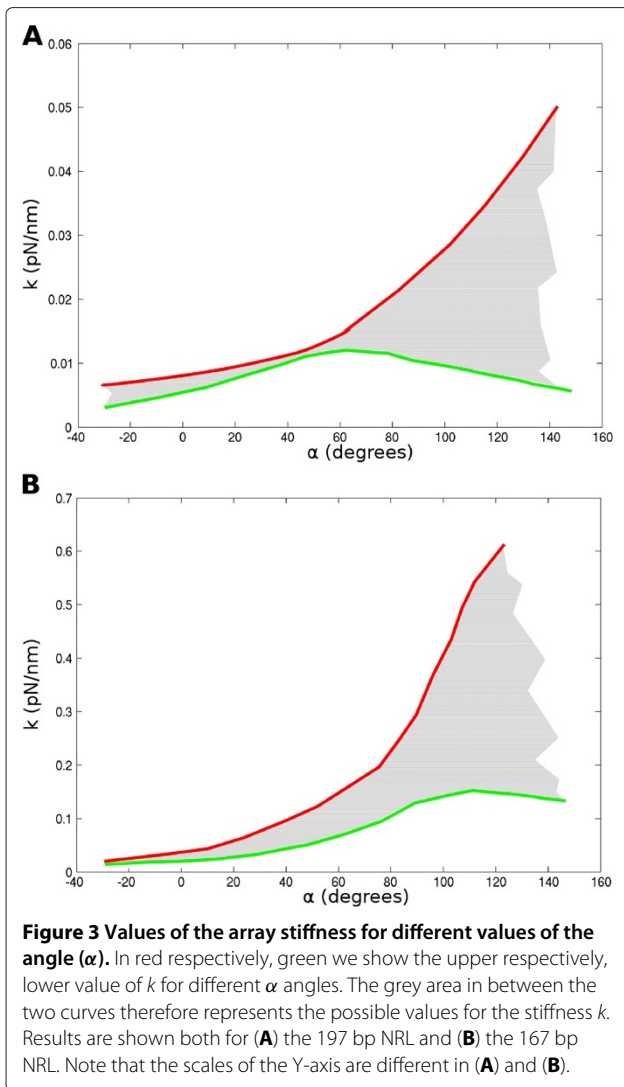 A
0.06
0.05
0.04
0.03
0.02
0.01
0
k (pN/nm)
-40 -20 0 20 40 60 80 100 120 140 160
α (degrees)
B
0.7
0.6
0.5
0.4
0.3
0.2
0.1
0
k (pN/nm)
-40 -20 0 20 40 60 80 100 120 140 160
α (degrees)
Figure 3 Values of the array stiffness for different values of the
angle (α). In red respectively, green we show the upper respectively,
lower value of k for different α angles. The grey area in between the
two curves therefore represents the possible values for the stiffness k.
Results are shown both for (A) the 197 bp NRL and (B) the 167 bp
NRL. Note that the scales of the Y-axis are different in (A) and (B).